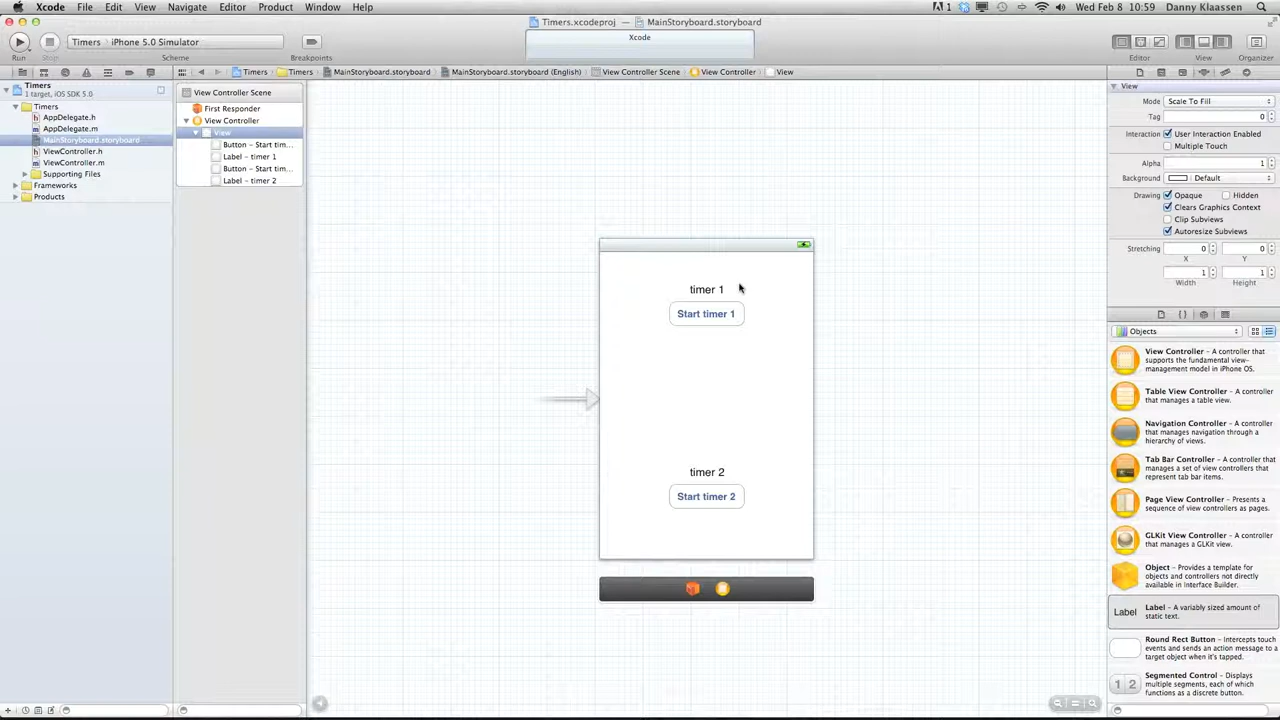 Xcode File Edit View Navigate Editor Product Window Help
1 Wed Feb 8 10:59 Danny Klaassen
Timers.xcodeproj — MainStoryboard.storyboard
Timers iPhone 5.0 Simulator
Xcode
Run Stop Scheme Breakpoints
Editor View Organizer
Timers Timers MainStoryboard.storyboard MainStoryboard.storyboard (English) View Controller Scene View Controller View
Timers
1 target, iOS SDK 5.0
Timers
AppDelegate.h
AppDelegate.m
MainStoryboard.storyboard
ViewController.h
ViewController.m
Supporting Files
Frameworks
Products
View Controller Scene
First Responder
View Controller
View
Button – Start tim...
Label – timer 1
Button – Start tim...
Label – timer 2
timer 1
Start timer 1
timer 2
Start timer 2
View
Mode Scale To Fill
Tag 0
Interaction User Interaction Enabled
Multiple Touch
Alpha 1
Background Default
Drawing Opaque Hidden
Clears Graphics Context
Clip Subviews
Autoresize Subviews
Stretching 0 0
X Y
1 1
Width Height
Objects
View Controller – A controller that
supports the fundamental view-
management model in iPhone OS.
Table View Controller – A controller
that manages a table view.
Navigation Controller – A controller
that manages navigation through a
hierarchy of views.
Tab Bar Controller – A controller that
manages a set of view controllers that
represent tab bar items.
Page View Controller – Presents a
sequence of view controllers as pages.
GLKit View Controller – A controller
that manages a GLKit view.
Object – Provides a template for
objects and controllers not directly
available in Interface Builder.
Label
Label – A variably sized amount of
static text.
Round Rect Button – Intercepts touch
events and sends an action message to a
target object when it's tapped.
1 2
Segmented Control – Displays
multiple segments, each of which
functions as a discrete button.